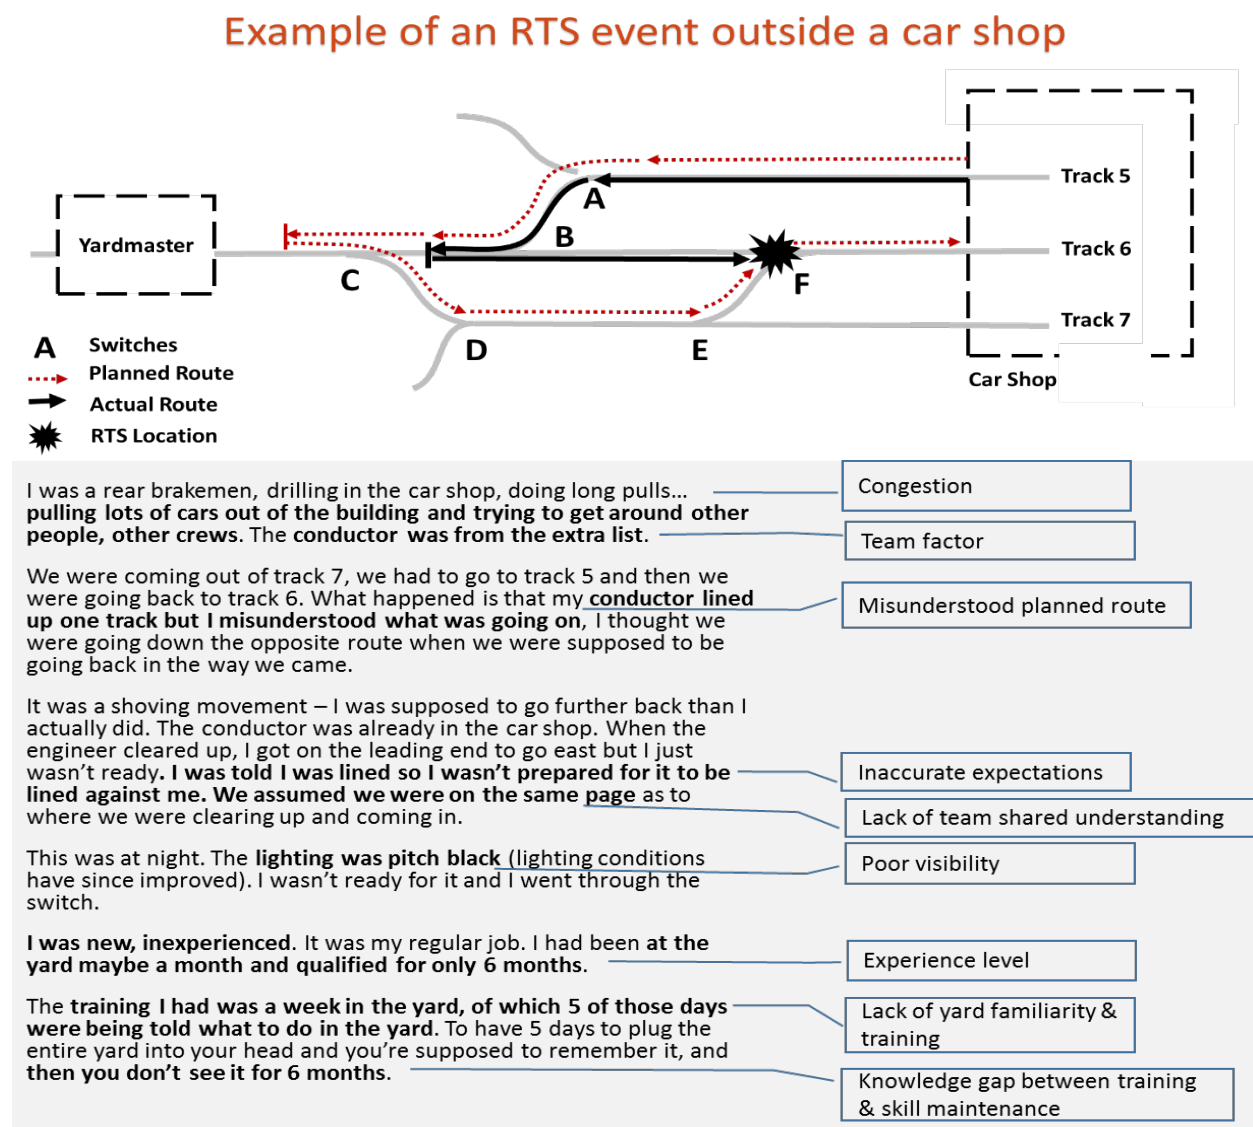 Example of an RTS event outside a car shop
Track 5
A
Yardmaster
B
Track 6
C
F
Track 7
D
E
A Switches
Planned Route
Car Shop
Actual Route
RTS Location
I was a rear brakemen, drilling in the car shop, doing long pulls...
pulling lots of cars out of the building and trying to get around other
people, other crews. The conductor was from the extra list.
Congestion
Team factor
We were coming out of track 7, we had to go to track 5 and then we
were going back to track 6. What happened is that my conductor lined
up one track but I misunderstood what was going on, I thought we
were going down the opposite route when we were supposed to be
going back in the way we came.
Misunderstood planned route
It was a shoving movement – I was supposed to go further back than I
actually did. The conductor was already in the car shop. When the
engineer cleared up, I got on the leading end to go east but I just
wasn't ready. I was told I was lined so I wasn't prepared for it to be
lined against me. We assumed we were on the same page as to
where we were clearing up and coming in.
Inaccurate expectations
Lack of team shared understanding
This was at night. The lighting was pitch black (lighting conditions
have since improved). I wasn't ready for it and I went through the
switch.
Poor visibility
I was new, inexperienced. It was my regular job. I had been at the
yard maybe a month and qualified for only 6 months.
Experience level
The training I had was a week in the yard, of which 5 of those days
were being told what to do in the yard. To have 5 days to plug the
entire yard into your head and you're supposed to remember it, and
then you don't see it for 6 months.
Lack of yard familiarity &
training
Knowledge gap between training
& skill maintenance